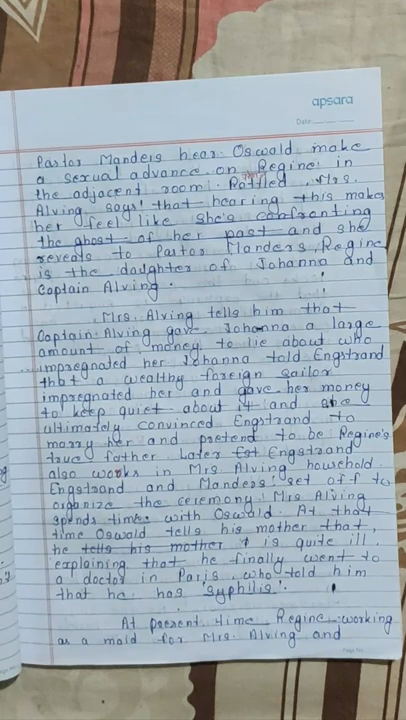 apsara
Date:
Pastor Manders hear. Oswald make
a sexual advance on Regine in
the adjacent room. Rattled, Mrs.
Alving says! that hearing this makes
her feel like she's confronting
the ghost of her past and she
reveals to Pastor Manders, Regine
is the daughter of Johanna and
Captain Alving.
Mrs. Alving tells him that
Captain Alving gave Johanna a large
amount of money to lie about who
impregnated her Johanna told Engstrand
that a wealthy foreign sailor
impregnated her and gave her money
to keep quiet about it and she
ultimately convinced Engstrand to
marry her and pretend to be Regine's
true father Later Engstrand
also works in Mrs Alving household.
Engstrand and Manders set off to
organize the ceremony! Mrs Alving
spends time with Oswald. At that
time Oswald tells his mother that,
he tells his mother is quite ill.
explaining that he finally went to
a doctor in Paris, who told him
that he has "syphilis".
At present time Regine working
as a maid for Mrs. Alving and
Page No.